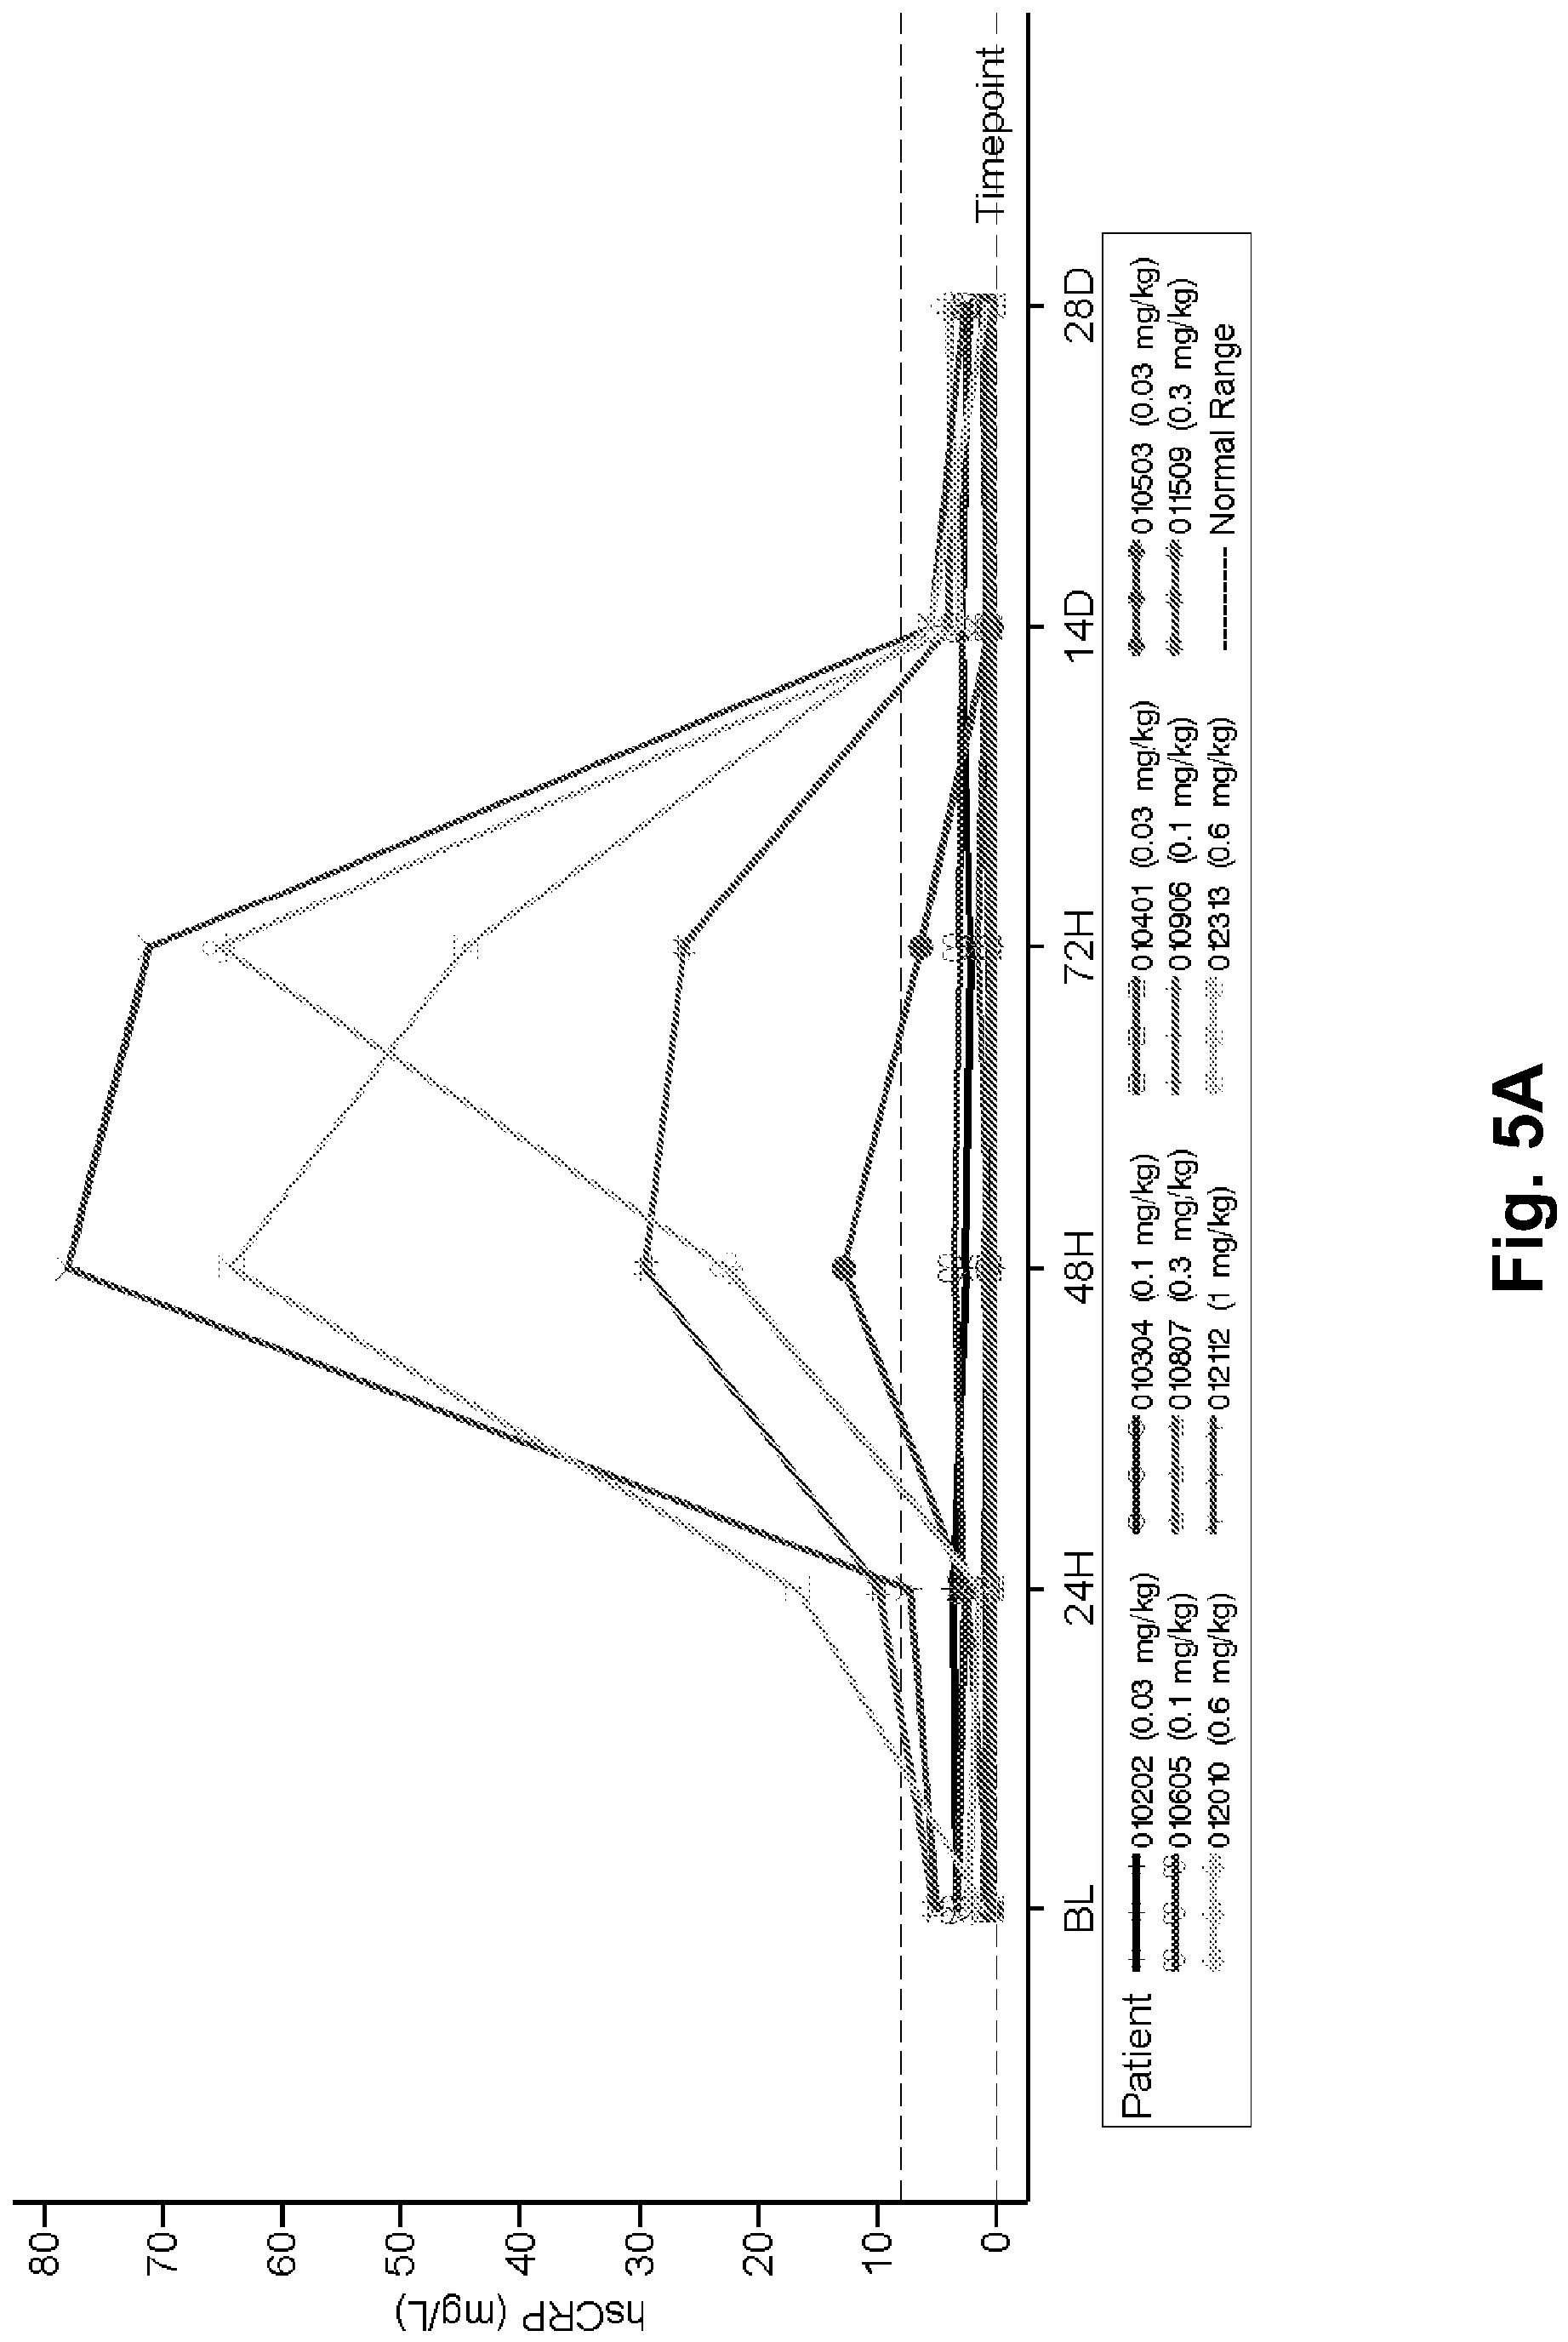 hsCRP (mg/L)
80
70
60
50
40
30
20
10
0
Timepoint
BL 24H 48H 72H 14D 28D
Patient 010202 (0.03 mg/kg) 010304 (0.1 mg/kg) 010401 (0.03 mg/kg) 010503 (0.03 mg/kg)
010605 (0.1 mg/kg) 010807 (0.3 mg/kg) 010906 (0.1 mg/kg) 011509 (0.3 mg/kg)
012010 (0.6 mg/kg) 012112 (1 mg/kg) 012313 (0.6 mg/kg) Normal Range
Fig. 5A